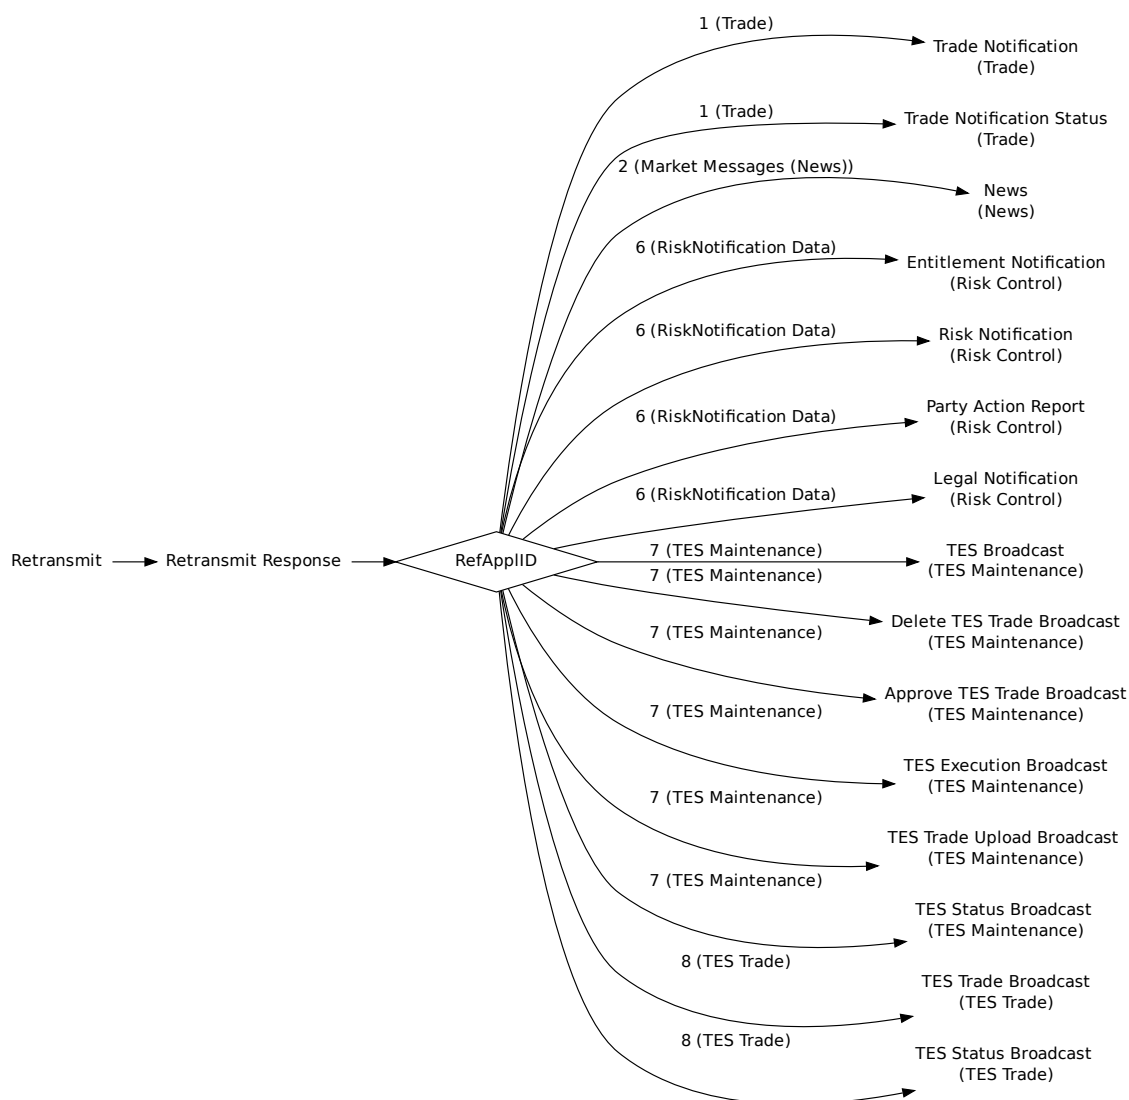 1 (Trade)
Trade Notification
(Trade)
1 (Trade)
Trade Notification Status
(Trade)
2 (Market Messages (News))
News
(News)
6 (RiskNotification Data)
Entitlement Notification
(Risk Control)
6 (RiskNotification Data)
Risk Notification
(Risk Control)
6 (RiskNotification Data)
Party Action Report
(Risk Control)
6 (RiskNotification Data)
Legal Notification
(Risk Control)
Retransmit
Retransmit Response
RefApplID
7 (TES Maintenance)
TES Broadcast
(TES Maintenance)
7 (TES Maintenance)
Delete TES Trade Broadcast
(TES Maintenance)
7 (TES Maintenance)
Approve TES Trade Broadcast
(TES Maintenance)
7 (TES Maintenance)
TES Execution Broadcast
(TES Maintenance)
7 (TES Maintenance)
TES Trade Upload Broadcast
(TES Maintenance)
7 (TES Maintenance)
TES Status Broadcast
(TES Maintenance)
8 (TES Trade)
TES Trade Broadcast
(TES Trade)
8 (TES Trade)
TES Status Broadcast
(TES Trade)